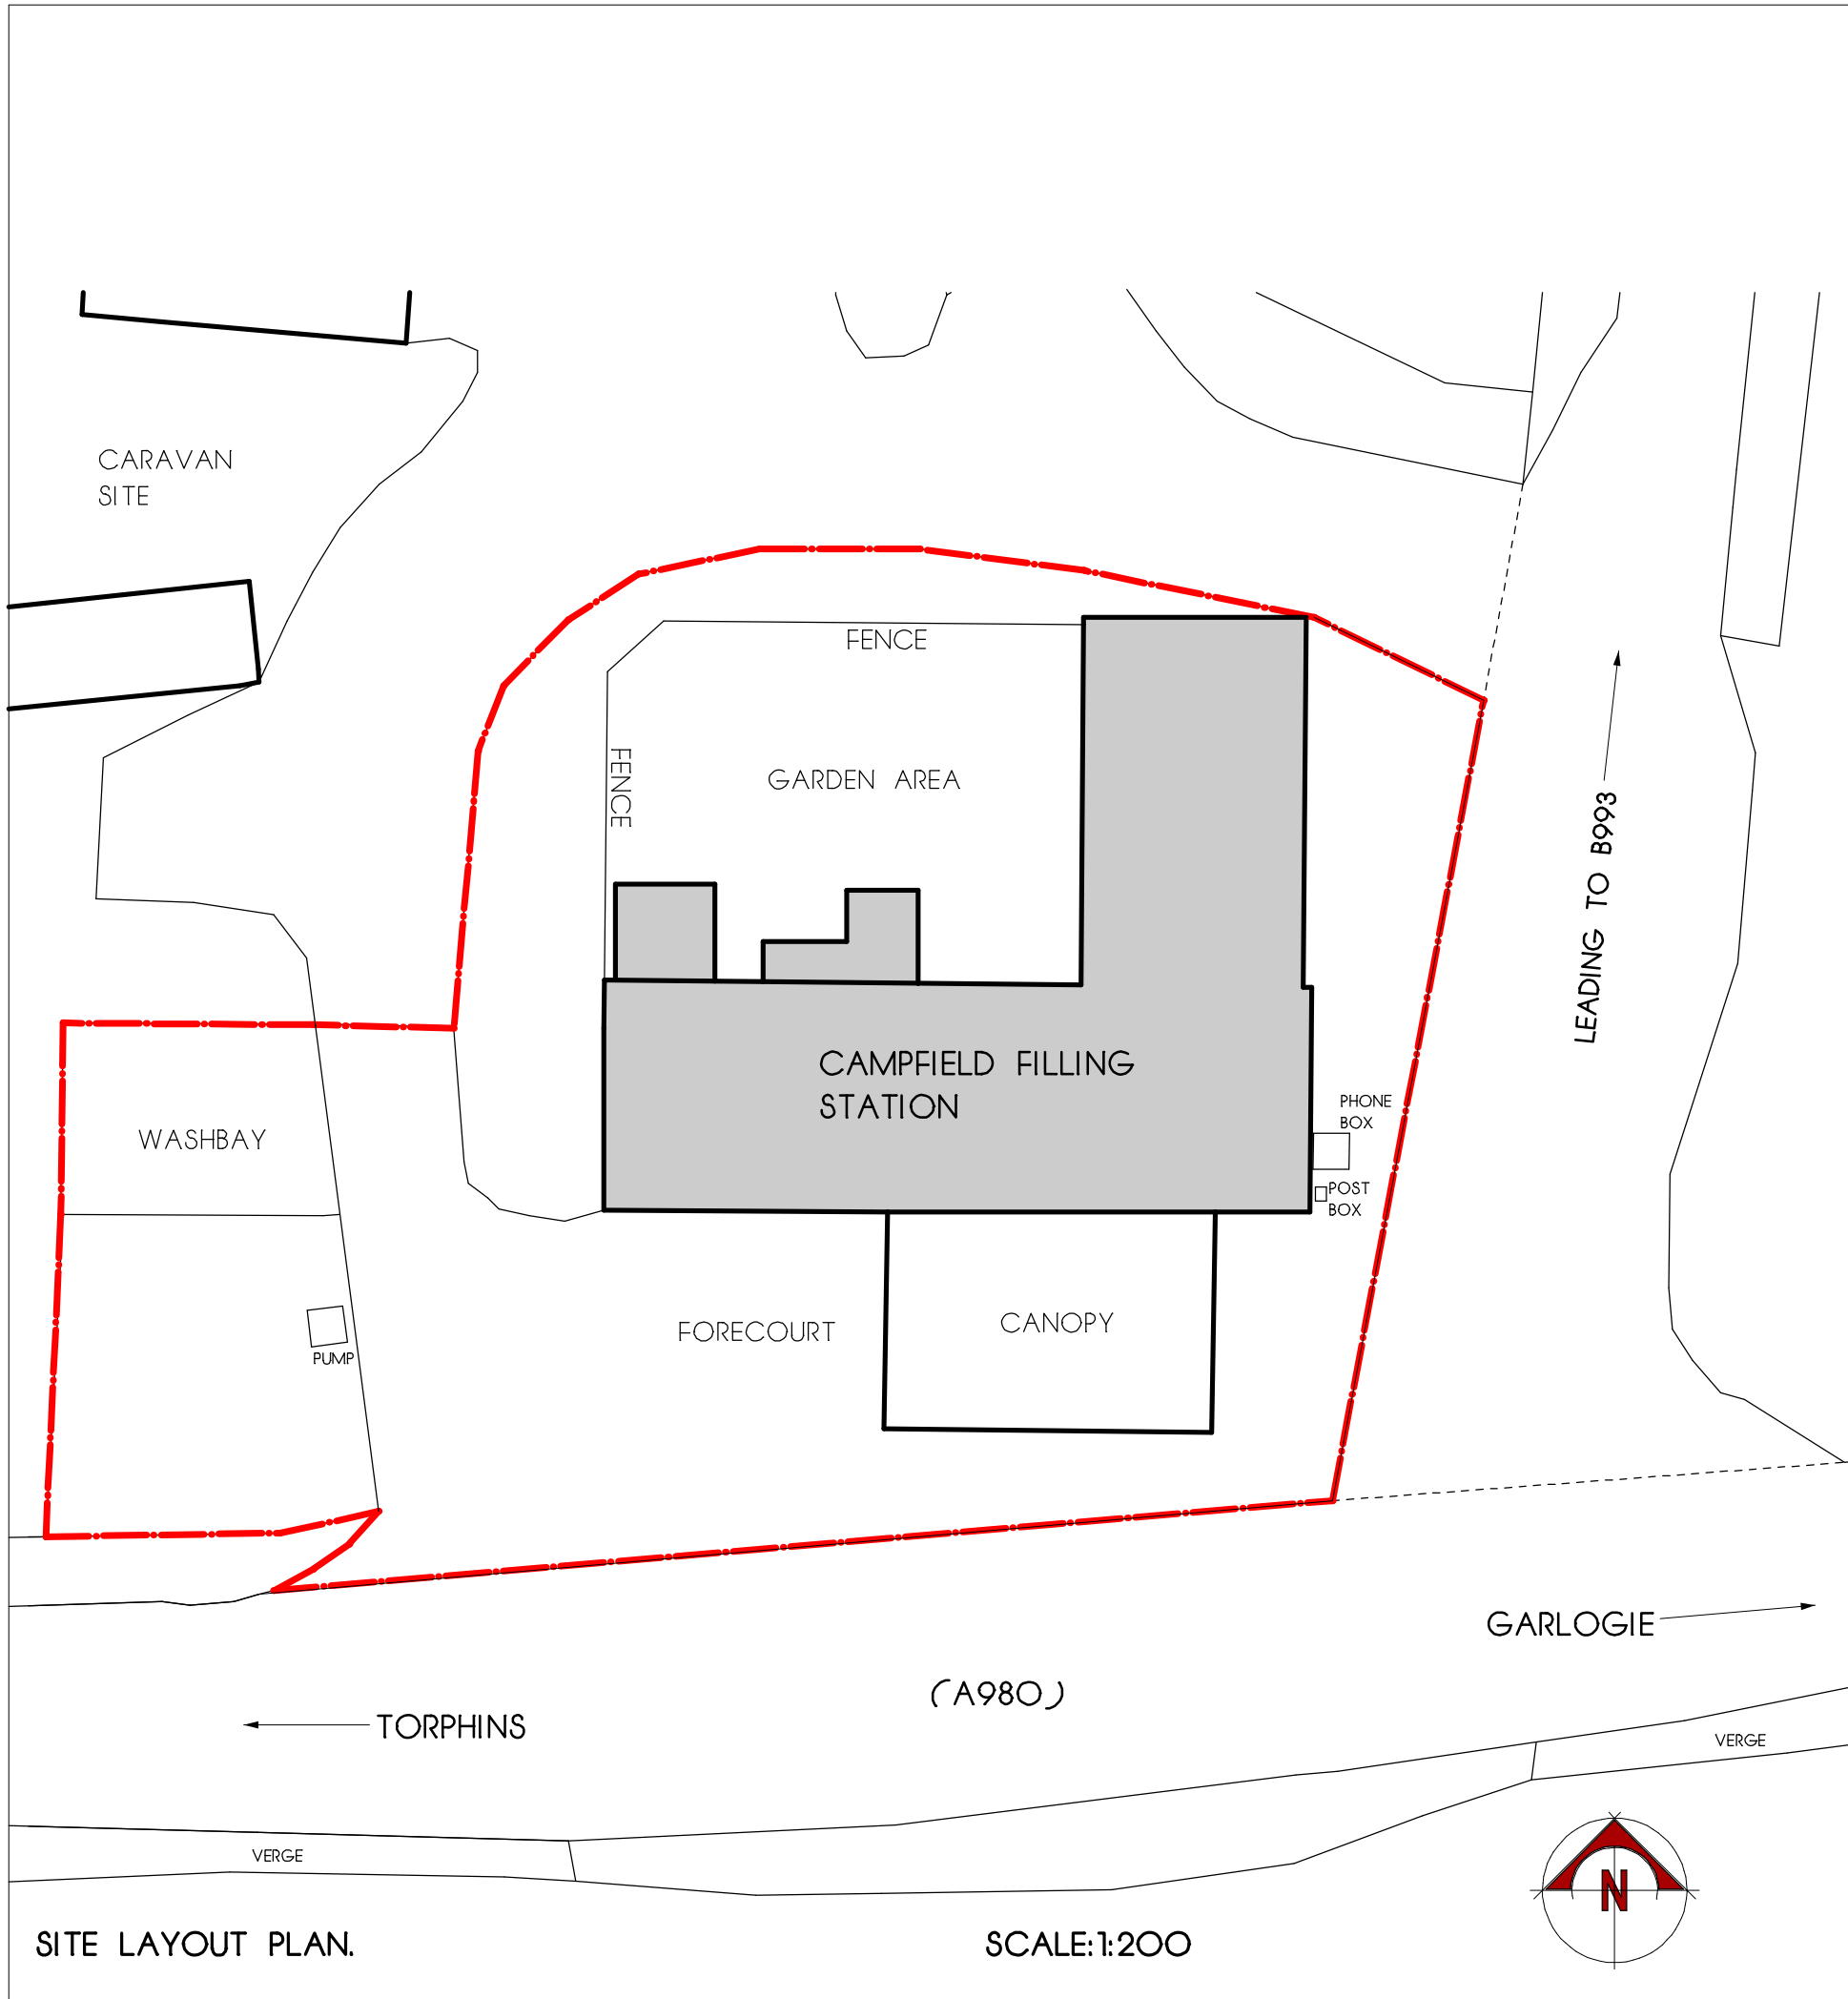 CARAVAN
SITE
FENCE
FENCE
GARDEN AREA
LEADING TO B993
CAMPFIELD FILLING
STATION
PHONE
BOX
WASHBAY
POST
BOX
CANOPY
FORECOURT
PUMP
GARLOGIE
(A980)
TORPHINS
VERGE
VERGE
N
SITE LAYOUT PLAN.
SCALE:1:200